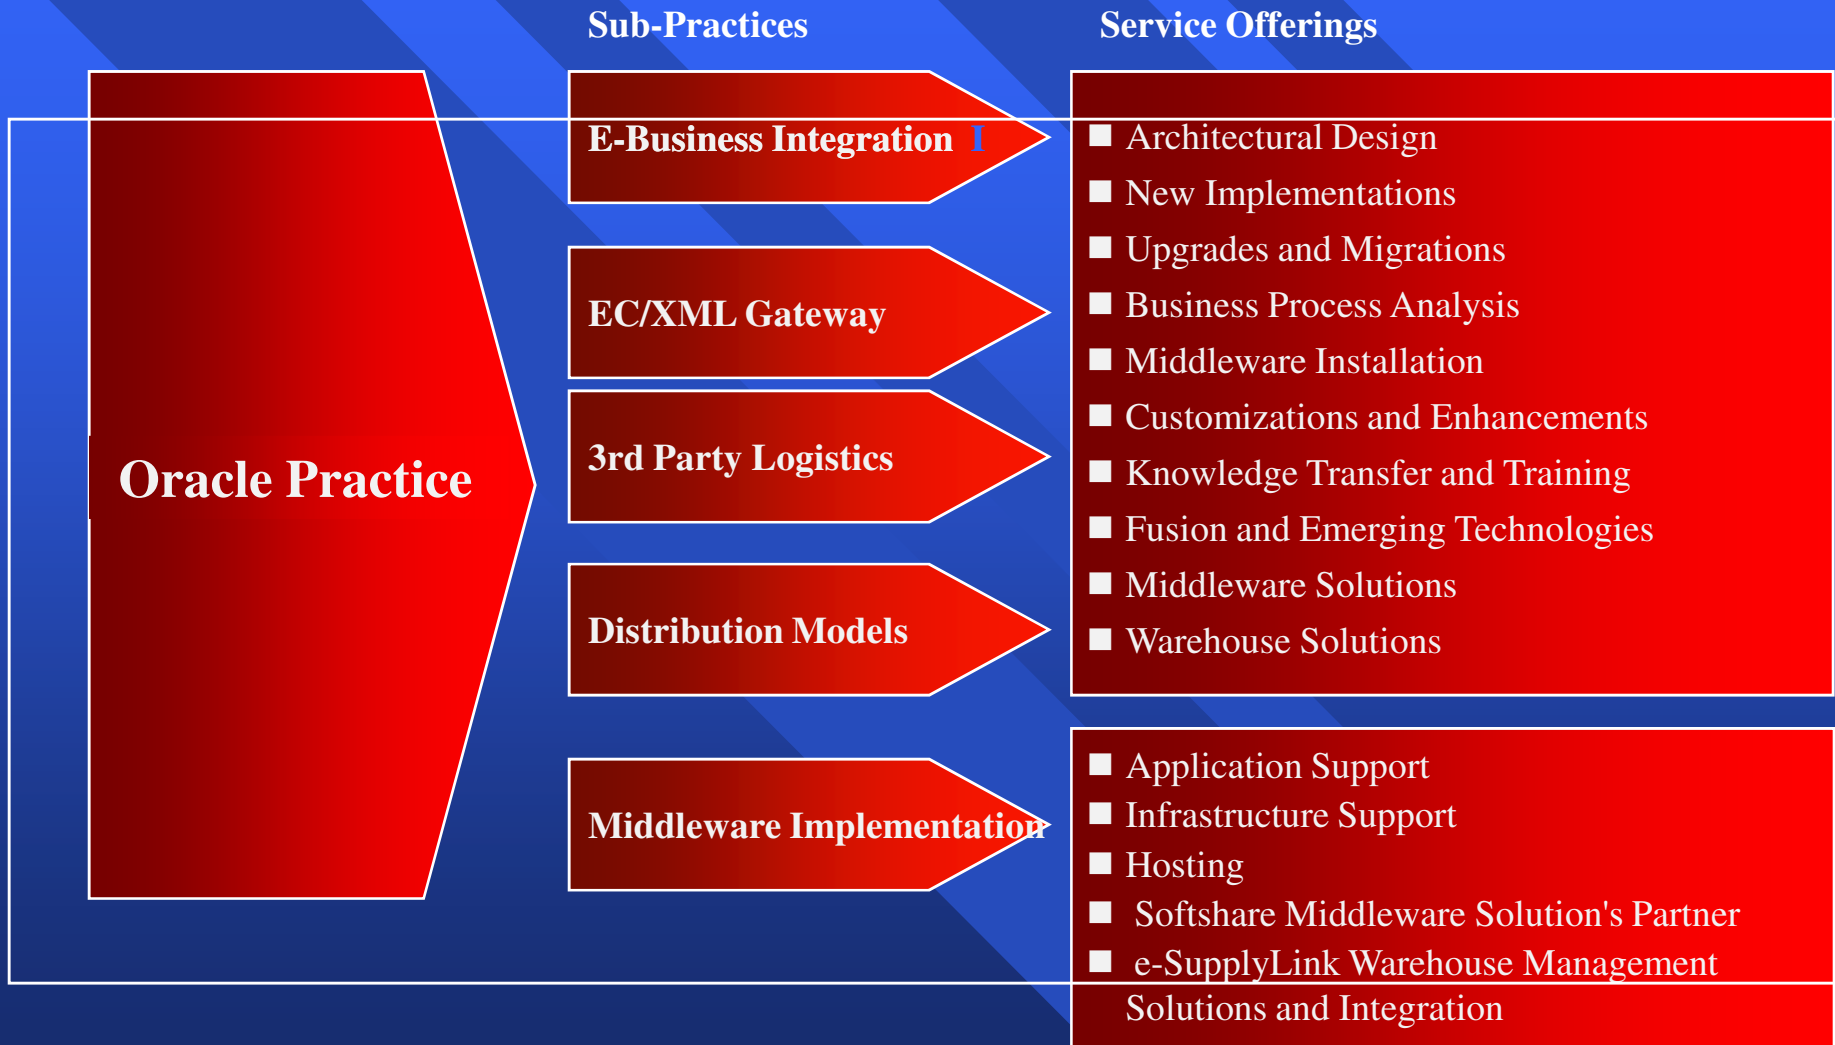 Sub-Practices
Service Offerings
Oracle Practice
E-Business Integration I
EC/XML Gateway
3rd Party Logistics
Distribution Models
Middleware Implementation
Architectural Design
New Implementations
Upgrades and Migrations
Business Process Analysis
Middleware Installation
Customizations and Enhancements
Knowledge Transfer and Training
Fusion and Emerging Technologies
Middleware Solutions
Warehouse Solutions
Application Support
Infrastructure Support
Hosting
Softshare Middleware Solution's Partner
e-SupplyLink Warehouse Management
Solutions and Integration